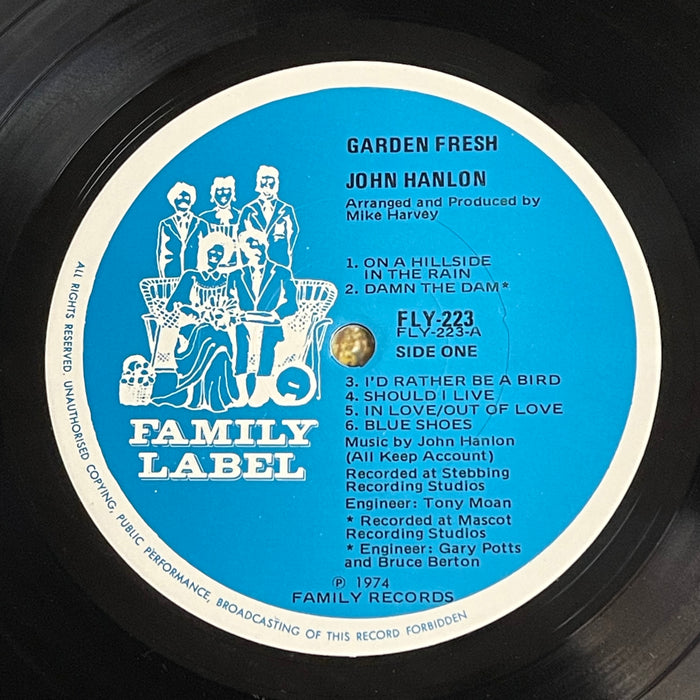 GARDEN FRESH
JOHN HANLON
Arranged and Produced by
Mike Harvey
1. ON A HILLSIDE
IN THE RAIN
2. DAMN THE DAM*
FLY-223
FLY-223-A
SIDE ONE
3. I'D RATHER BE A BIRD
4. SHOULD I LIVE
5. IN LOVE/OUT OF LOVE
6. BLUE SHOES
Music by John Hanlon
(All Keep Account)
Recorded at Stebbing
Recording Studios
Engineer: Tony Moan
* Recorded at Mascot
Recording Studios
* Engineer: Gary Potts
and Bruce Berton
℗ 1974
FAMILY RECORDS
FAMILY
LABEL
ALL RIGHTS RESERVED. UNAUTHORISED COPYING, PUBLIC PERFORMANCE, BROADCASTING OF THIS RECORD FORBIDDEN